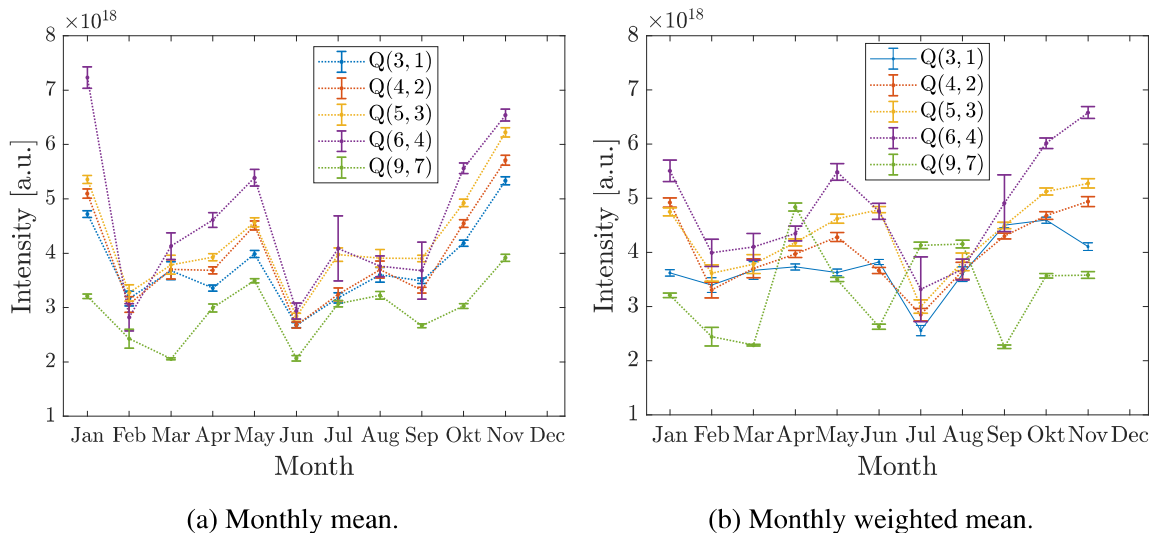 ×10^18
8
7
6
5
4
3
2
1
Intensity [a.u.]
Q(3, 1)
Q(4, 2)
Q(5, 3)
Q(6, 4)
Q(9, 7)
Jan Feb Mar Apr May Jun Jul Aug Sep Okt Nov Dec
Month
(a) Monthly mean.
×10^18
8
7
6
5
4
3
2
1
Intensity [a.u.]
Q(3, 1)
Q(4, 2)
Q(5, 3)
Q(6, 4)
Q(9, 7)
Jan Feb Mar Apr May Jun Jul Aug Sep Okt Nov Dec
Month
(b) Monthly weighted mean.